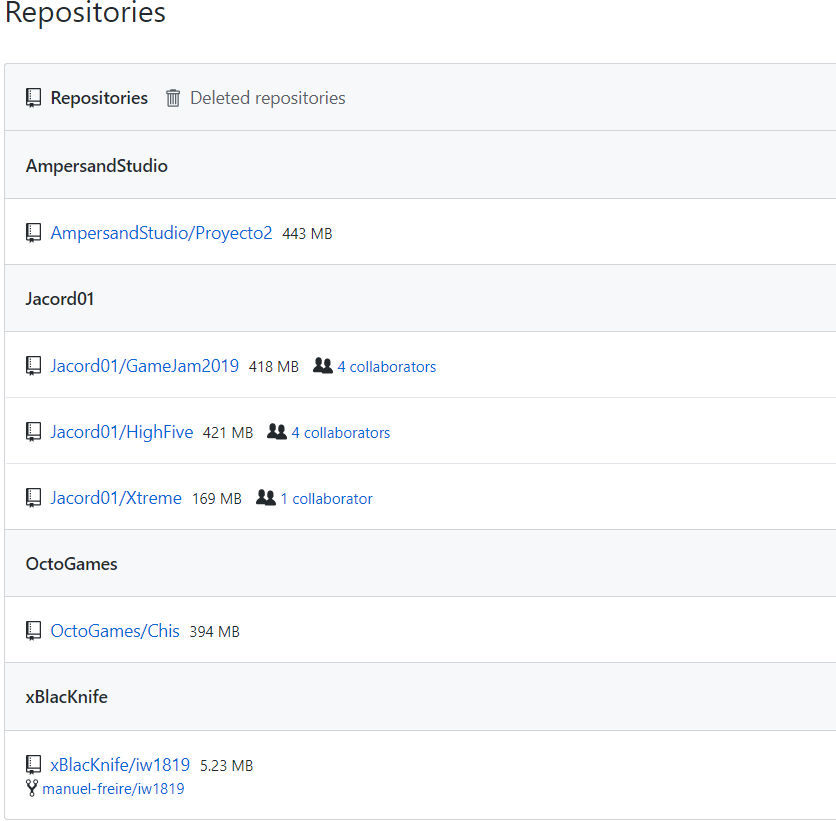 Repositories
Repositories Deleted repositories
AmpersandStudio
AmpersandStudio/Proyecto2 443 MB
Jacord01
Jacord01/GameJam2019 418 MB 4 collaborators
Jacord01/HighFive 421 MB 4 collaborators
Jacord01/Xtreme 169 MB 1 collaborator
OctoGames
OctoGames/Chis 394 MB
xBlacKnife
xBlacKnife/iw1819 5.23 MB
manuel-freire/iw1819